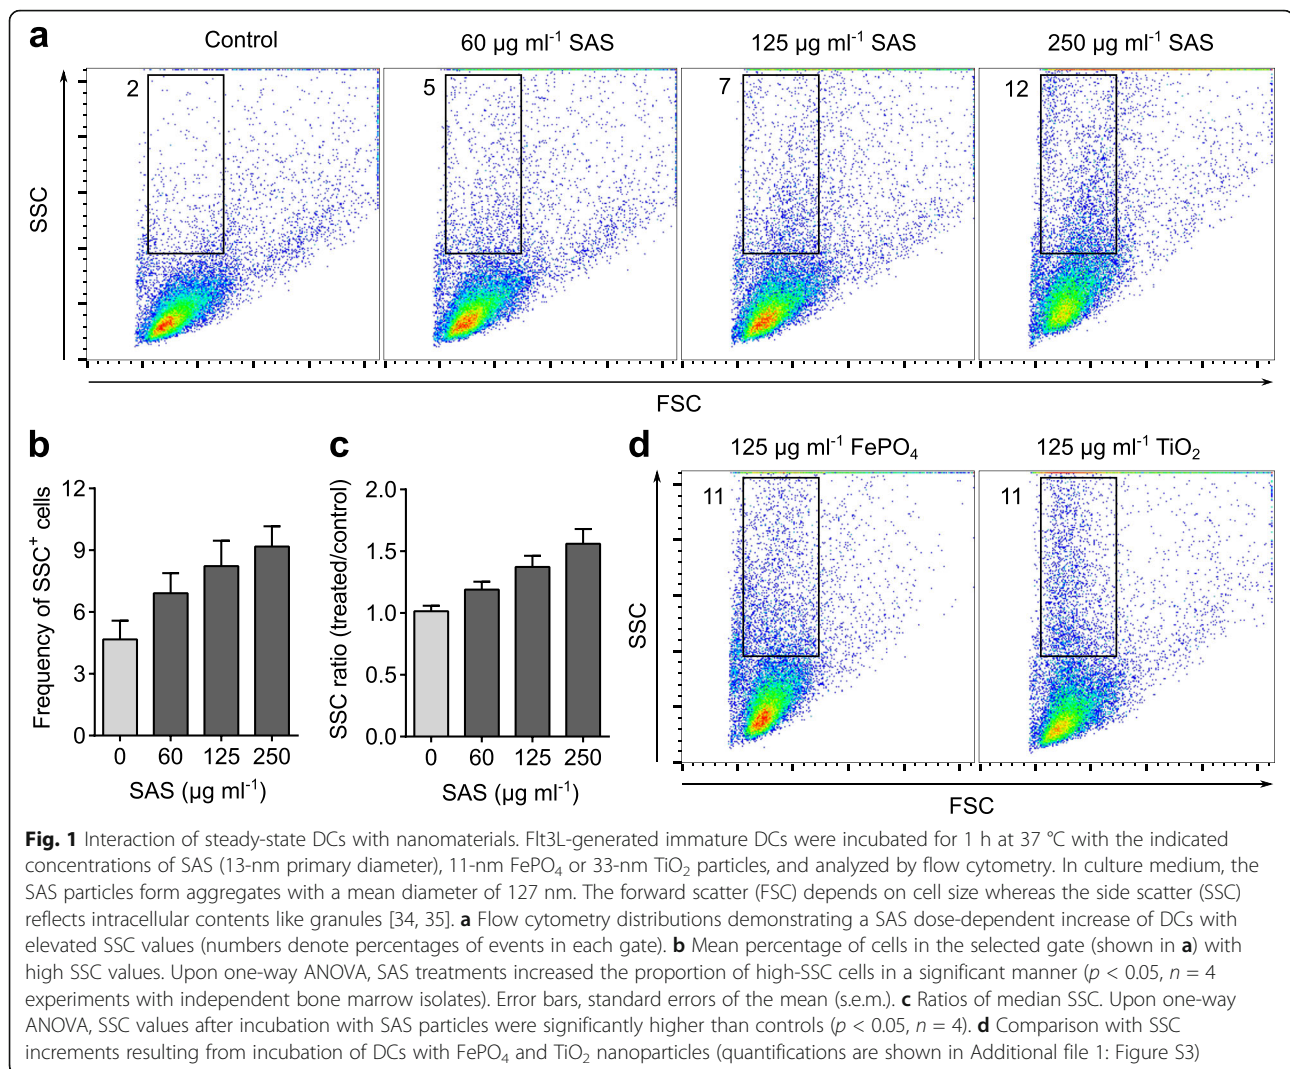 a
Control
60 µg ml-1 SAS
125 µg ml-1 SAS
250 µg ml-1 SAS
2
5
7
12
SSC
FSC
b
Frequency of SSC+ cells
12
9
6
3
0
0 60 125 250
SAS (µg ml-1)
c
SSC ratio (treated/control)
2.0
1.5
1.0
0.5
0.0
0 60 125 250
SAS (µg ml-1)
d
125 µg ml-1 FePO4
125 µg ml-1 TiO2
11
11
SSC
FSC
Fig. 1 Interaction of steady-state DCs with nanomaterials. Flt3L-generated immature DCs were incubated for 1 h at 37 °C with the indicated
concentrations of SAS (13-nm primary diameter), 11-nm FePO4 or 33-nm TiO2 particles, and analyzed by flow cytometry. In culture medium, the
SAS particles form aggregates with a mean diameter of 127 nm. The forward scatter (FSC) depends on cell size whereas the side scatter (SSC)
reflects intracellular contents like granules [34, 35]. a Flow cytometry distributions demonstrating a SAS dose-dependent increase of DCs with
elevated SSC values (numbers denote percentages of events in each gate). b Mean percentage of cells in the selected gate (shown in a) with
high SSC values. Upon one-way ANOVA, SAS treatments increased the proportion of high-SSC cells in a significant manner (p < 0.05, n = 4
experiments with independent bone marrow isolates). Error bars, standard errors of the mean (s.e.m.). c Ratios of median SSC. Upon one-way
ANOVA, SSC values after incubation with SAS particles were significantly higher than controls (p < 0.05, n = 4). d Comparison with SSC
increments resulting from incubation of DCs with FePO4 and TiO2 nanoparticles (quantifications are shown in Additional file 1: Figure S3)